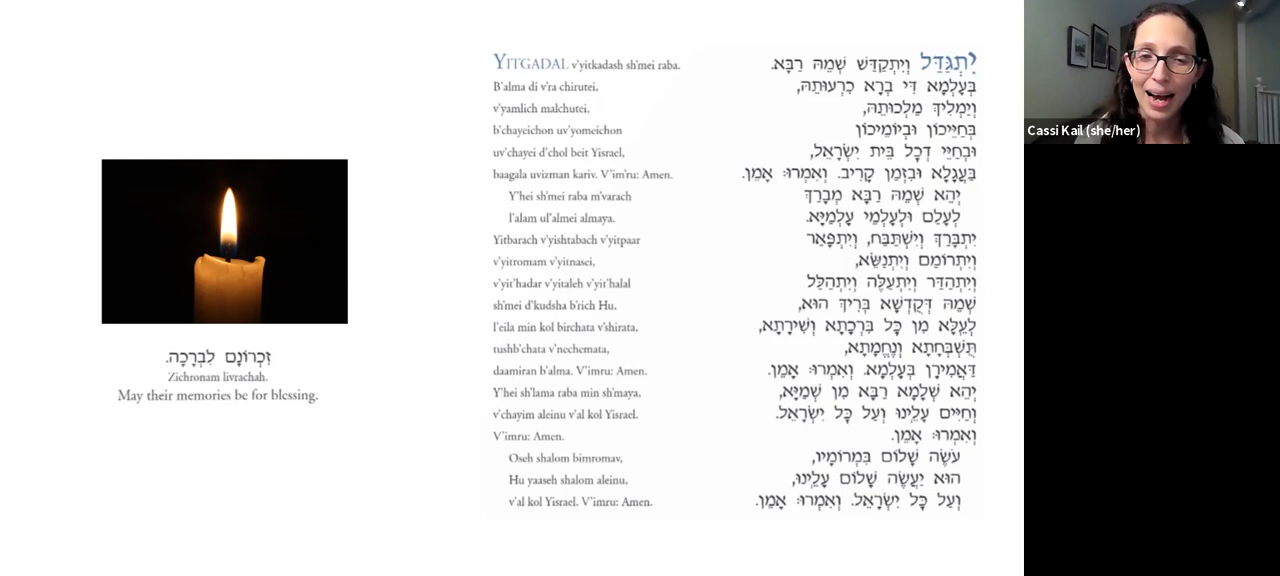 YITGADAL v'yitkadash sh'mei raba.
B'alma di v'ra chirutei,
v'yamlich malchutei,
b'chayeichon uv'yomeichon
uv'chayei d'chol beit Yisrael,
baagala uvizman kariv. V'im'ru: Amen.
Y'hei sh'mei raba m'varach
l'alam ul'almei almaya.
Yitbarach v'yishtabach v'yitpaar
v'yitromam v'yitnasei,
v'yit'hadar v'yitaleh v'yit'halal
sh'mei d'kudsha b'rich Hu,
l'eila min kol birchata v'shirata,
tushb'chata v'nechemata,
daamiran b'alma. V'imru: Amen.
Y'hei sh'lama raba min sh'maya,
v'chayim aleinu v'al kol Yisrael.
V'imru: Amen.
Oseh shalom bimromav,
Hu yaaseh shalom aleinu,
v'al kol Yisrael. V'imru: Amen.
יִתְגַּדַּל וְיִתְקַדַּשׁ שְׁמֵהּ רַבָּא.
בְּעָלְמָא דִּי בְרָא כִרְעוּתֵהּ,
וְיַמְלִיךְ מַלְכוּתֵהּ,
בְּחַיֵּיכוֹן וּבְיוֹמֵיכוֹן
וּבְחַיֵּי דְכָל בֵּית יִשְׂרָאֵל,
בַּעֲגָלָא וּבִזְמַן קָרִיב. וְאִמְרוּ: אָמֵן.
יְהֵא שְׁמֵהּ רַבָּא מְבָרַךְ
לְעָלַם וּלְעָלְמֵי עָלְמַיָּא.
יִתְבָּרַךְ וְיִשְׁתַּבַּח, וְיִתְפָּאַר
וְיִתְרוֹמַם וְיִתְנַשֵּׂא,
וְיִתְהַדַּר וְיִתְעַלֶּה וְיִתְהַלַּל
שְׁמֵהּ דְּקֻדְשָׁא בְּרִיךְ הוּא,
לְעֵלָּא מִן כָּל בִּרְכָתָא וְשִׁירָתָא,
תֻּשְׁבְּחָתָא וְנֶחֱמָתָא,
דַּאֲמִירָן בְּעָלְמָא. וְאִמְרוּ: אָמֵן.
יְהֵא שְׁלָמָא רַבָּא מִן שְׁמַיָּא,
וְחַיִּים עָלֵינוּ וְעַל כָּל יִשְׂרָאֵל.
וְאִמְרוּ: אָמֵן.
עֹשֶׂה שָׁלוֹם בִּמְרוֹמָיו,
הוּא יַעֲשֶׂה שָׁלוֹם עָלֵינוּ,
וְעַל כָּל יִשְׂרָאֵל. וְאִמְרוּ: אָמֵן.
זִכְרוֹנָם לִבְרָכָה.
Zichronam livrachah.
May their memories be for blessing.
Cassi Kail (she/her)